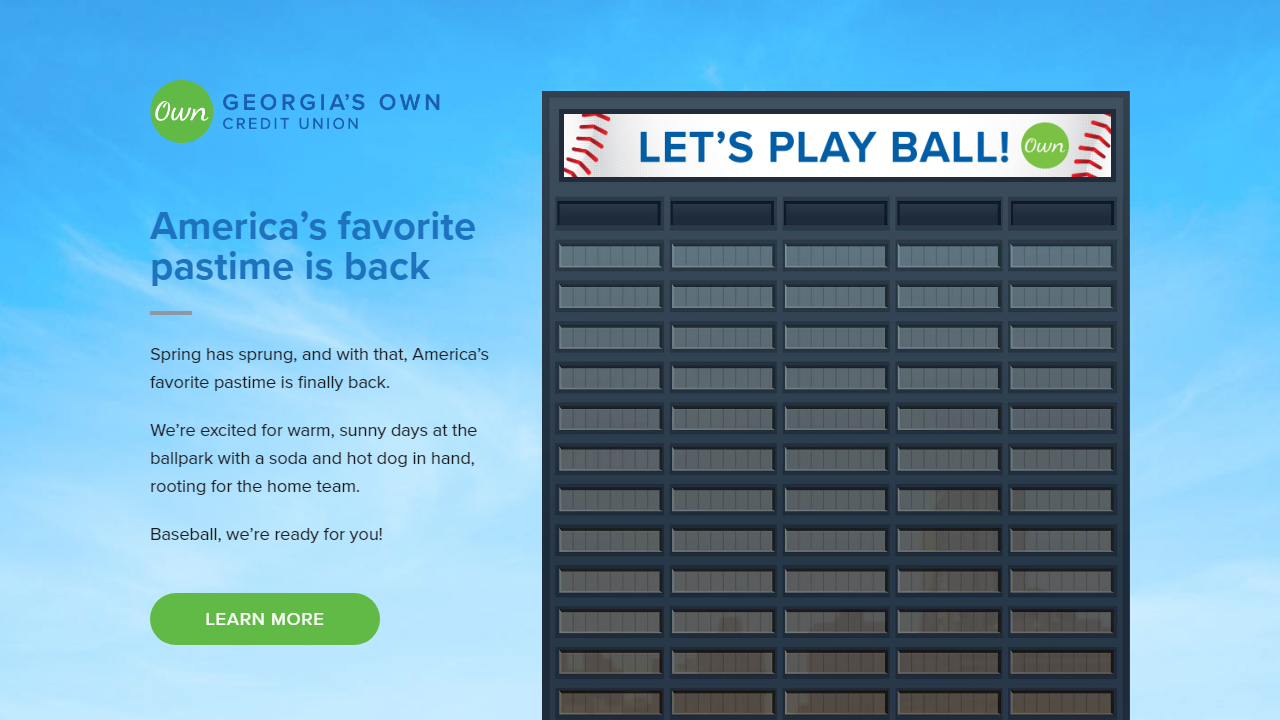 Own
GEORGIA’S OWN
CREDIT UNION
America’s favorite
pastime is back
Spring has sprung, and with that, America’s
favorite pastime is finally back.
We’re excited for warm, sunny days at the
ballpark with a soda and hot dog in hand,
rooting for the home team.
Baseball, we’re ready for you!
LEARN MORE
LET’S PLAY BALL! Own